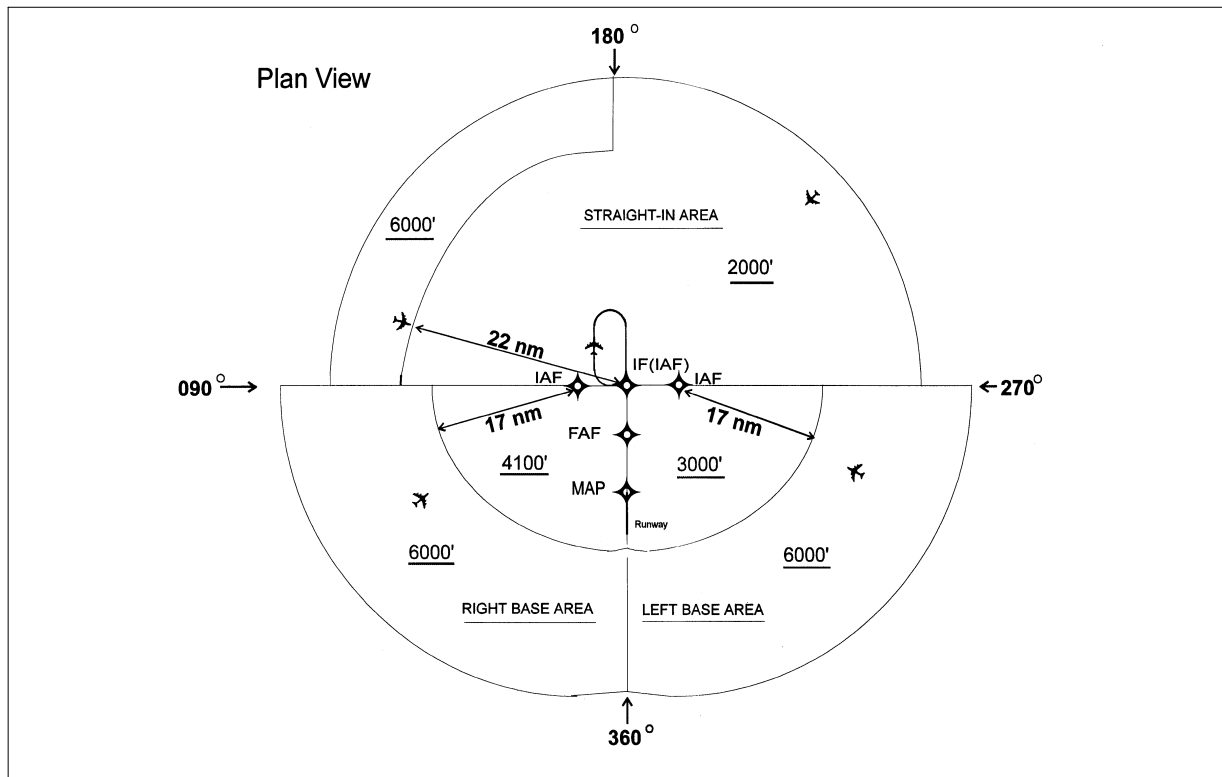 180 °
Plan View
STRAIGHT-IN AREA
6000'
2000'
22 nm
IF(IAF)
IAF
IAF
090 °
270°
17 nm
17 nm
FAF
4100'
3000'
MAP
Runway
6000'
6000'
RIGHT BASE AREA
LEFT BASE AREA
360 °